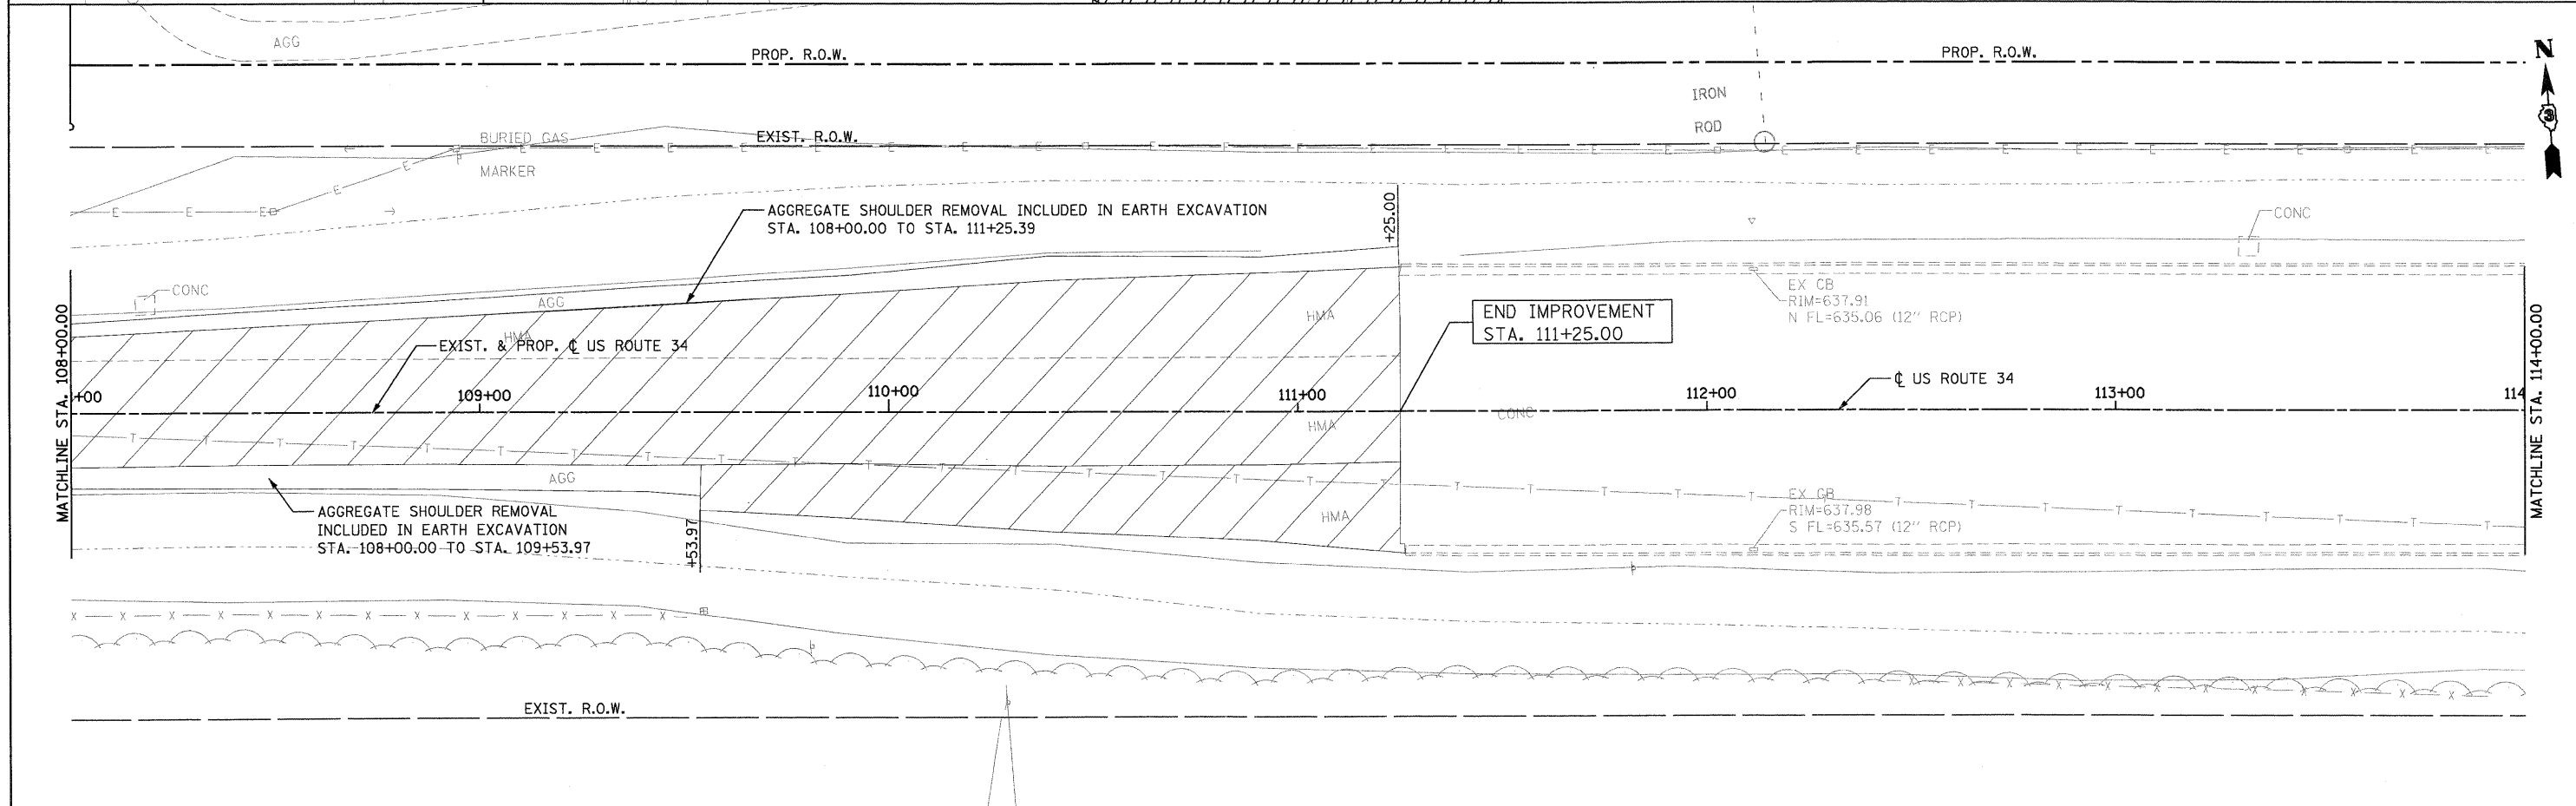 AGG
PROP. R.O.W.
PROP. R.O.W.
N
IRON
ROD
BURIED GAS
MARKER
EXIST. R.O.W.
E E E E E E E E E E E E E E E E E E E E E E E E E E E E
AGGREGATE SHOULDER REMOVAL INCLUDED IN EARTH EXCAVATION
STA. 108+00.00 TO STA. 111+25.39
+25.00
CONC
CONC
AGG
HMA
HMA
EX CB
RIM=637.91
N FL=635.06 (12" RCP)
END IMPROVEMENT
STA. 111+25.00
EXIST. & PROP. ℄ US ROUTE 34
℄ US ROUTE 34
MATCHLINE STA. 108+00.00
+00
109+00
110+00
111+00
112+00
113+00
114
MATCHLINE STA. 114+00.00
CONC
HMA
T T T T T T T T T T T T T T T T T T T T T T T T T T T T T T T T T
AGG
HMA
EX CB
RIM=637.98
S FL=635.57 (12" RCP)
AGGREGATE SHOULDER REMOVAL
INCLUDED IN EARTH EXCAVATION
STA. 108+00.00 TO STA. 109+53.97
+53.97
X X X X X X X X X X X X X
X X X X X X X X X X X X
EXIST. R.O.W.